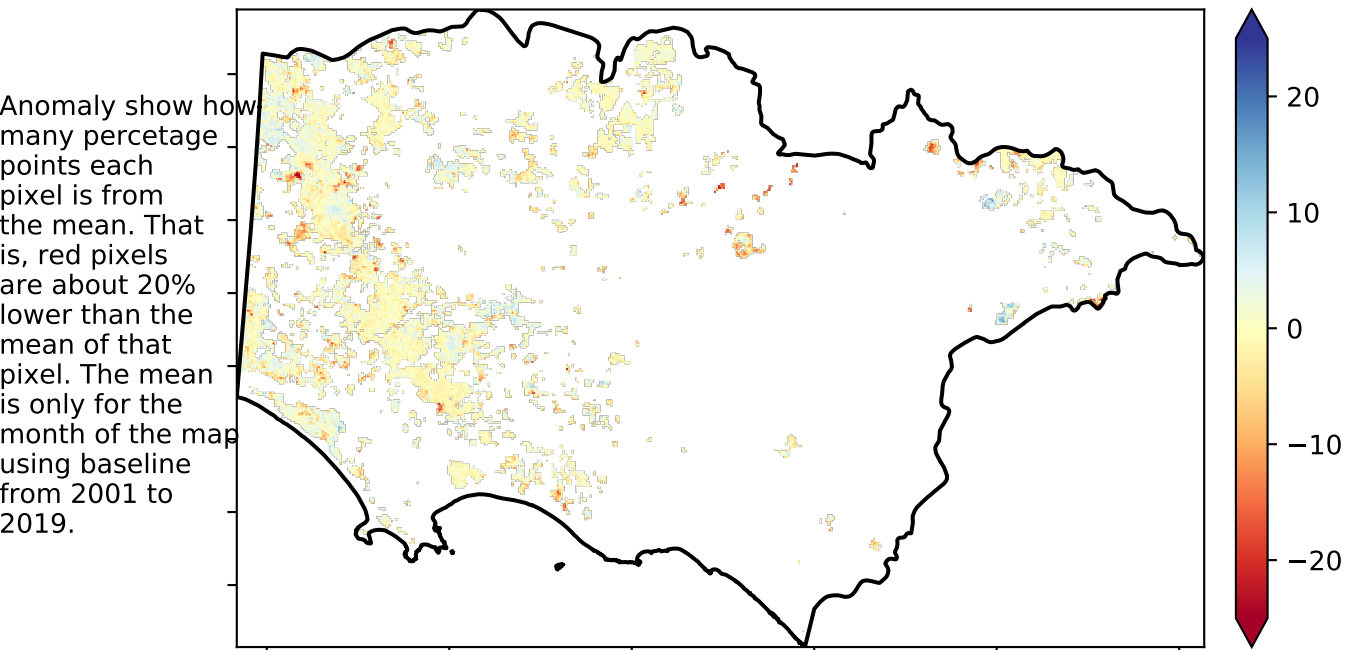 Anomaly show how
many percetage
points each
pixel is from
the mean. That
is, red pixels
are about 20%
lower than the
mean of that
pixel. The mean
is only for the
month of the map
using baseline
from 2001 to
2019.
20
10
0
−10
−20